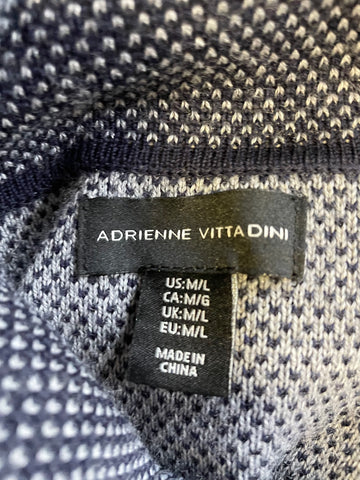 ADRIENNE VITTADINI
US:M/L
CA:M/G
UK:M/L
EU:M/L
MADE IN
CHINA